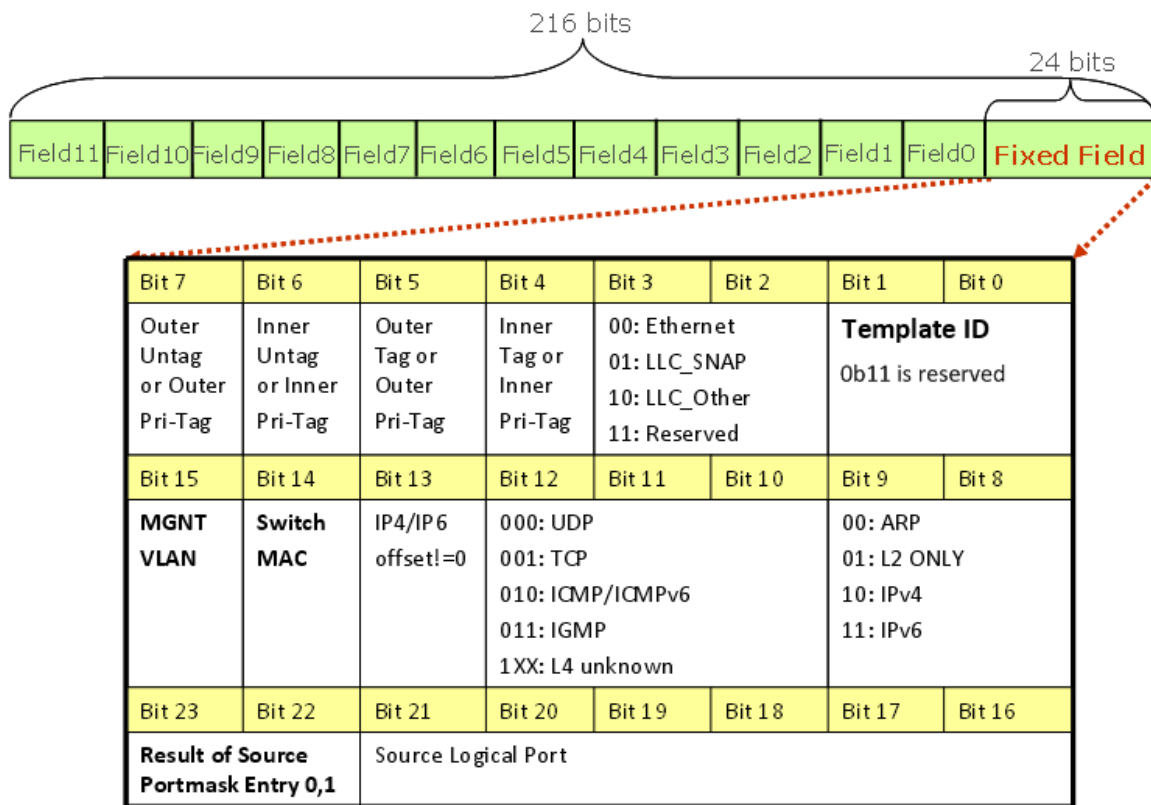 216 bits
24 bits
Field11 Field10 Field9 Field8 Field7 Field6 Field5 Field4 Field3 Field2 Field1 Field0 Fixed Field
Bit 7 Bit 6 Bit 5 Bit 4 Bit 3 Bit 2 Bit 1 Bit 0
Outer
Untag
or Outer
Pri-Tag
Inner
Untag
or Inner
Pri-Tag
Outer
Tag or
Outer
Pri-Tag
Inner
Tag or
Inner
Pri-Tag
00: Ethernet
01: LLC_SNAP
10: LLC_Other
11: Reserved
Template ID
0b11 is reserved
Bit 15 Bit 14 Bit 13 Bit 12 Bit 11 Bit 10 Bit 9 Bit 8
MGNT
VLAN
Switch
MAC
IP4/IP6
offset!=0
000: UDP
001: TCP
010: ICMP/ICMPv6
011: IGMP
1XX: L4 unknown
00: ARP
01: L2 ONLY
10: IPv4
11: IPv6
Bit 23 Bit 22 Bit 21 Bit 20 Bit 19 Bit 18 Bit 17 Bit 16
Result of Source
Portmask Entry 0,1
Source Logical Port